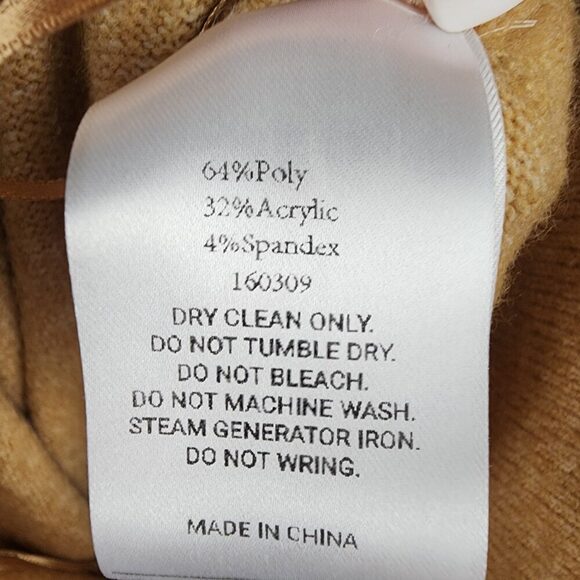 64%Poly
32%Acrylic
4%Spandex
160309
DRY CLEAN ONLY.
DO NOT TUMBLE DRY.
DO NOT BLEACH.
DO NOT MACHINE WASH.
STEAM GENERATOR IRON.
DO NOT WRING.
MADE IN CHINA